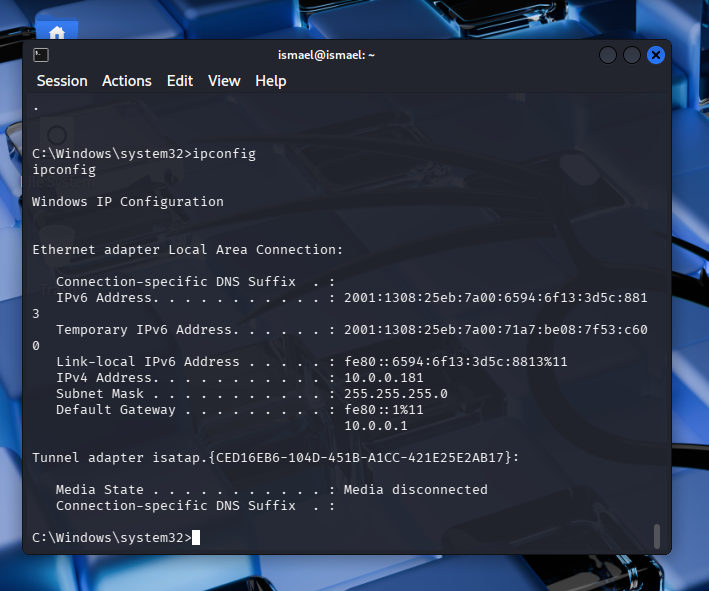 ismael@ismael: ~
Session Actions Edit View Help
.
C:\Windows\system32>ipconfig
ipconfig
Windows IP Configuration
Ethernet adapter Local Area Connection:
Connection-specific DNS Suffix  . :
IPv6 Address. . . . . . . . . . . : 2001:1308:25eb:7a00:6594:6f13:3d5c:881
3
Temporary IPv6 Address. . . . . . : 2001:1308:25eb:7a00:71a7:be08:7f53:c60
0
Link-local IPv6 Address . . . . . : fe80::6594:6f13:3d5c:8813%11
IPv4 Address. . . . . . . . . . . : 10.0.0.181
Subnet Mask . . . . . . . . . . . : 255.255.255.0
Default Gateway . . . . . . . . . : fe80::1%11
10.0.0.1
Tunnel adapter isatap.{CED16EB6-104D-451B-A1CC-421E25E2AB17}:
Media State . . . . . . . . . . . : Media disconnected
Connection-specific DNS Suffix  . :
C:\Windows\system32>